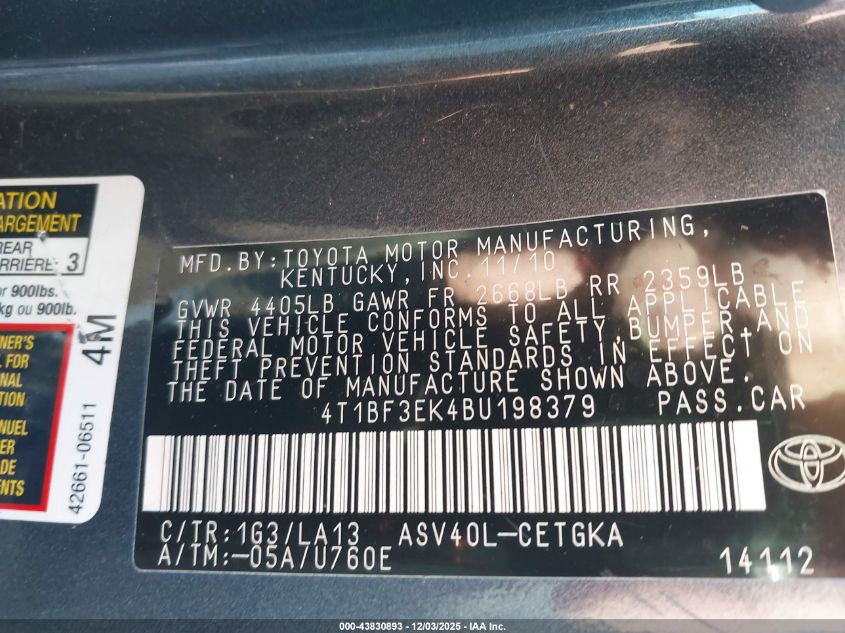 ATION
ARGEMENT
REAR
ARRIÈRE 3
or 900lbs.
kg ou 900lb.
NER'S
L FOR
NAL
ATION
NUEL
ER
DE
ENTS
42661-06511
4M
MFD.BY:TOYOTA MOTOR MANUFACTURING,
KENTUCKY,INC.11/10
GVWR 4405LB GAWR FR 2668LB RR 2359LB
THIS VEHICLE CONFORMS TO ALL APPLICABLE
FEDERAL MOTOR VEHICLE SAFETY,BUMPER,AND
THEFT PREVENTION STANDARDS IN EFFECT ON
THE DATE OF MANUFACTURE SHOWN ABOVE.
4T1BF3EK4BU198379 PASS.CAR
C/TR:1G3/LA13 ASV40L-CETGKA
A/TM:-05A/U760E 14112
000-43830893 - 12/03/2025 - IAA Inc.